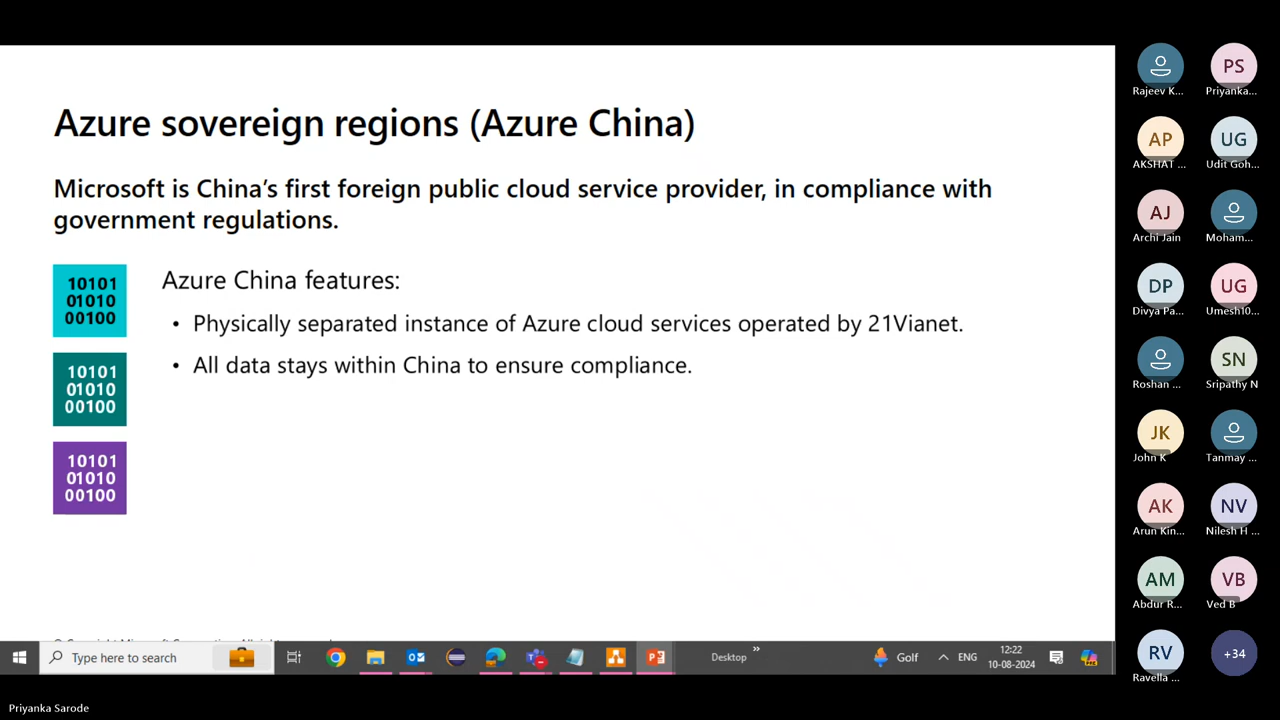 Azure sovereign regions (Azure China)
Microsoft is China's first foreign public cloud service provider, in compliance with
government regulations.
10101
01010
00100
10101
01010
00100
10101
01010
00100
Azure China features:
• Physically separated instance of Azure cloud services operated by 21Vianet.
• All data stays within China to ensure compliance.
Type here to search
Desktop
Golf
ENG
12:22
10-08-2024
Rajeev K...
PS
Priyanka...
AP
AKSHAT ...
UG
Udit Goh...
AJ
Archi Jain
Moham...
DP
Divya Pa...
UG
Umesh10...
Roshan ...
SN
Sripathy N
JK
John K
Tanmay ...
AK
Arun Kin...
NV
Nilesh H ...
AM
Abdur R...
VB
Ved B
RV
Ravella ...
+34
Priyanka Sarode